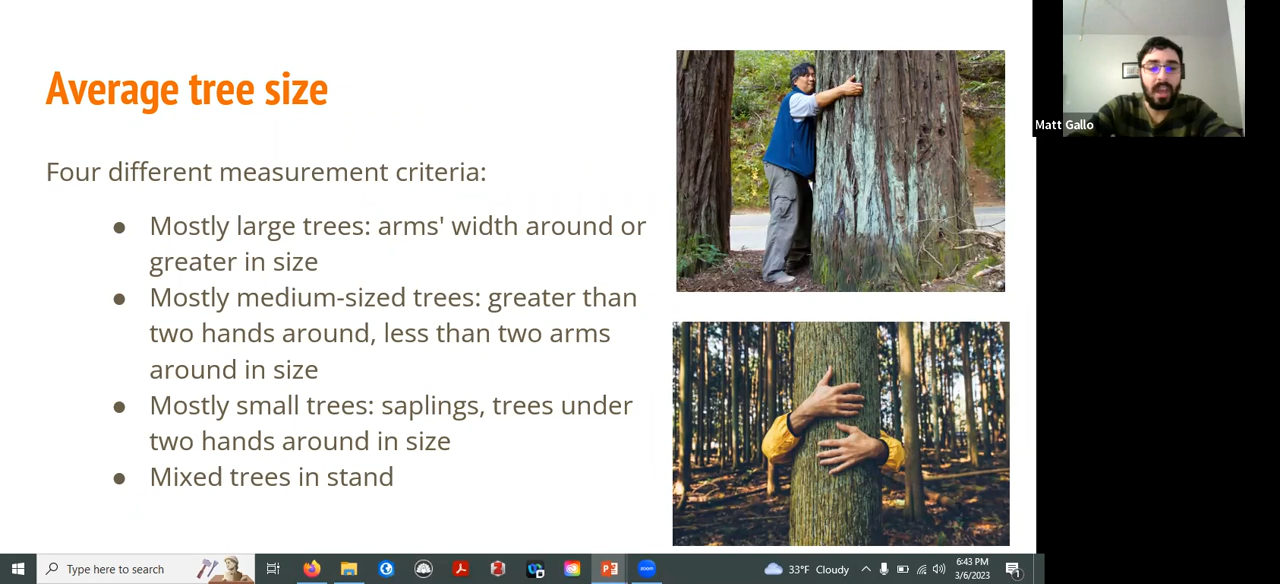 Average tree size
Four different measurement criteria:
● Mostly large trees: arms' width around or
greater in size
● Mostly medium-sized trees: greater than
two hands around, less than two arms
around in size
● Mostly small trees: saplings, trees under
two hands around in size
● Mixed trees in stand
Matt Gallo
Type here to search
zoom
33°F Cloudy
6:43 PM
3/6/2023
1